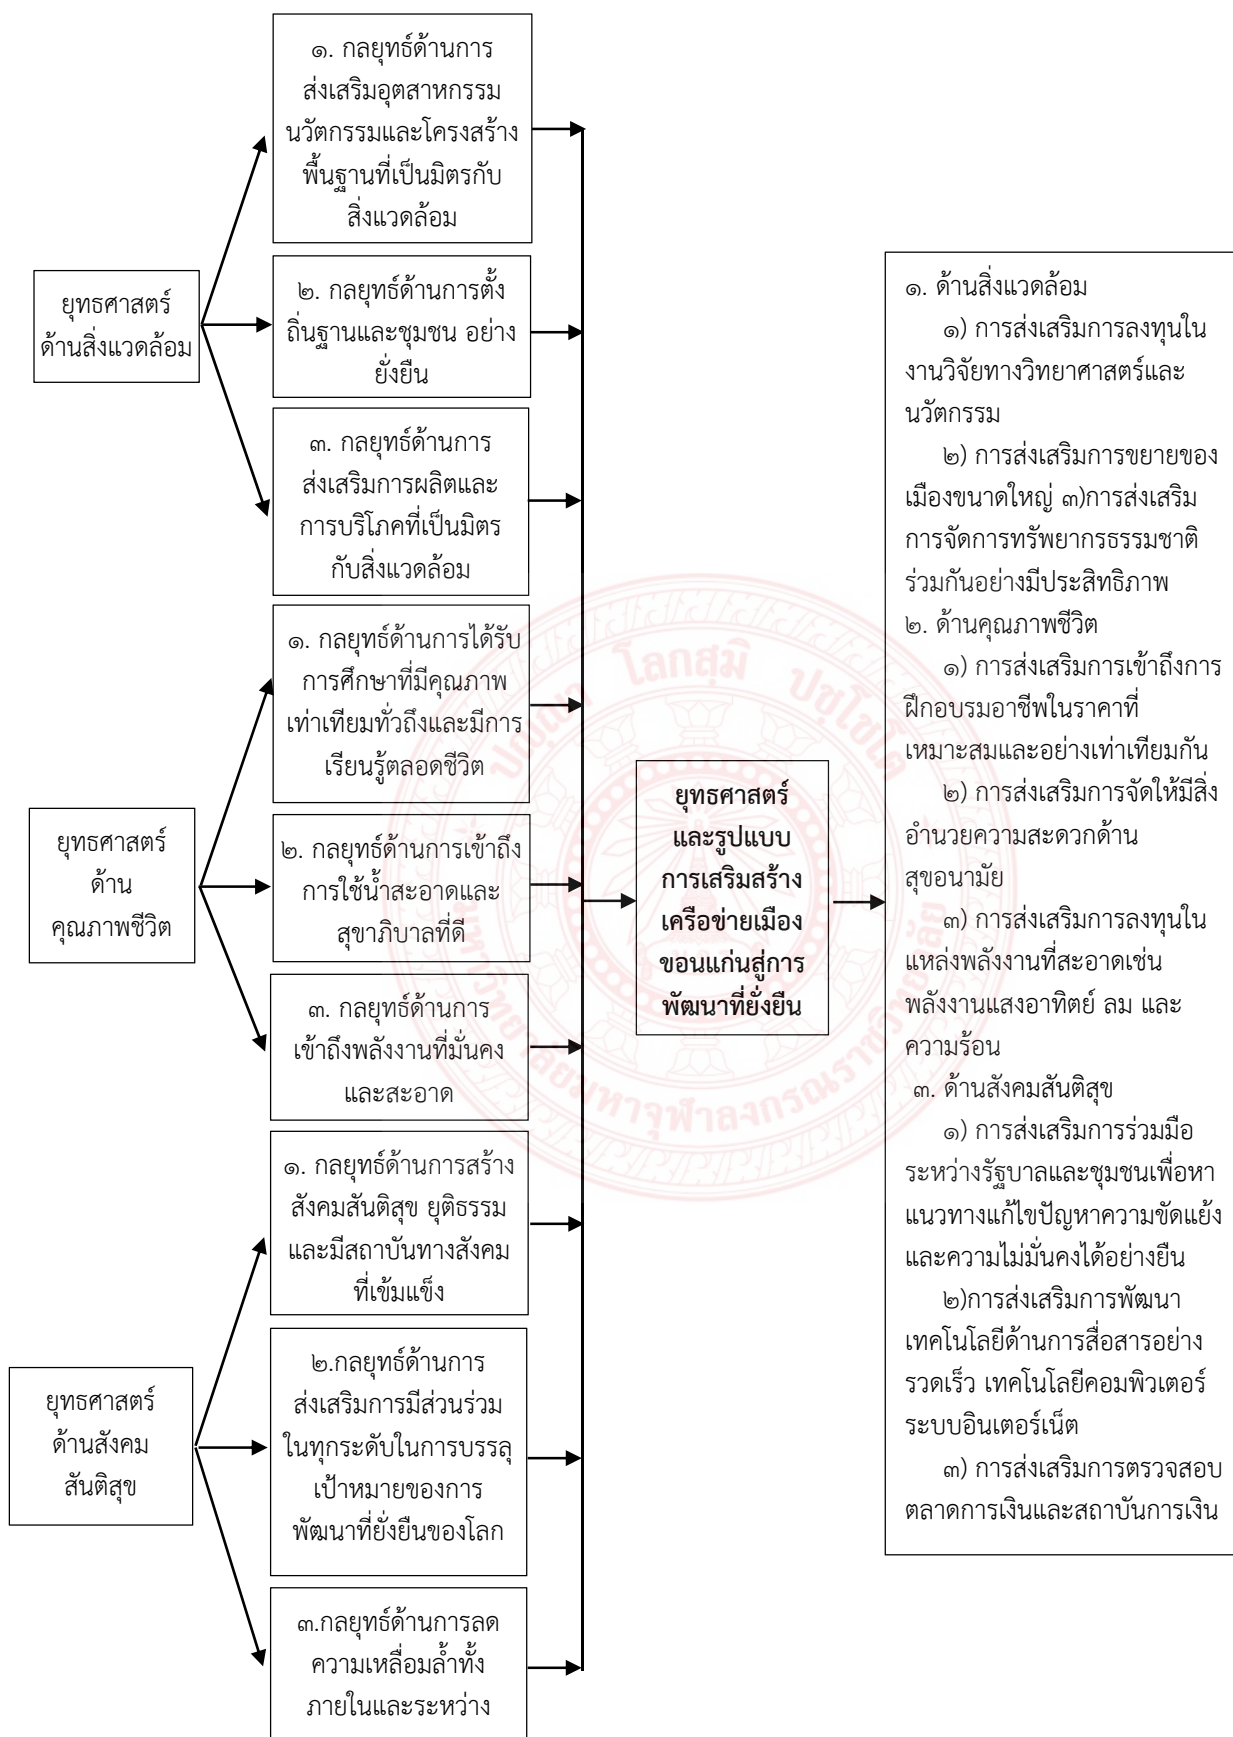 ยุทธศาสตร์
ด้านสิ่งแวดล้อม
๑. กลยุทธ์ด้านการ
ส่งเสริมอุตสาหกรรม
นวัตกรรมและโครงสร้าง
พื้นฐานที่เป็นมิตรกับ
สิ่งแวดล้อม
๒. กลยุทธ์ด้านการตั้ง
ถิ่นฐานและชุมชน อย่าง
ยั่งยืน
๓. กลยุทธ์ด้านการ
ส่งเสริมการผลิตและ
การบริโภคที่เป็นมิตร
กับสิ่งแวดล้อม
ยุทธศาสตร์
ด้าน
คุณภาพชีวิต
๑. กลยุทธ์ด้านการได้รับ
การศึกษาที่มีคุณภาพ
เท่าเทียมทั่วถึงและมีการ
เรียนรู้ตลอดชีวิต
๒. กลยุทธ์ด้านการเข้าถึง
การใช้น้ำสะอาดและ
สุขาภิบาลที่ดี
๓. กลยุทธ์ด้านการ
เข้าถึงพลังงานที่มั่นคง
และสะอาด
ยุทธศาสตร์
ด้านสังคม
สันติสุข
๑. กลยุทธ์ด้านการสร้าง
สังคมสันติสุข ยุติธรรม
และมีสถาบันทางสังคม
ที่เข้มแข็ง
๒.กลยุทธ์ด้านการ
ส่งเสริมการมีส่วนร่วม
ในทุกระดับในการบรรลุ
เป้าหมายของการ
พัฒนาที่ยั่งยืนของโลก
๓.กลยุทธ์ด้านการลด
ความเหลื่อมล้ำทั้ง
ภายในและระหว่าง
ยุทธศาสตร์
และรูปแบบ
การเสริมสร้าง
เครือข่ายเมือง
ขอนแก่นสู่การ
พัฒนาที่ยั่งยืน
๑. ด้านสิ่งแวดล้อม
๑) การส่งเสริมการลงทุนใน
งานวิจัยทางวิทยาศาสตร์และ
นวัตกรรม
๒) การส่งเสริมการขยายของ
เมืองขนาดใหญ่ ๓)การส่งเสริม
การจัดการทรัพยากรธรรมชาติ
ร่วมกันอย่างมีประสิทธิภาพ
๒. ด้านคุณภาพชีวิต
๑) การส่งเสริมการเข้าถึงการ
ฝึกอบรมอาชีพในราคาที่
เหมาะสมและอย่างเท่าเทียมกัน
๒) การส่งเสริมการจัดให้มีสิ่ง
อำนวยความสะดวกด้าน
สุขอนามัย
๓) การส่งเสริมการลงทุนใน
แหล่งพลังงานที่สะอาดเช่น
พลังงานแสงอาทิตย์ ลม และ
ความร้อน
๓. ด้านสังคมสันติสุข
๑) การส่งเสริมการร่วมมือ
ระหว่างรัฐบาลและชุมชนเพื่อหา
แนวทางแก้ไขปัญหาความขัดแย้ง
และความไม่มั่นคงได้อย่างยืน
๒)การส่งเสริมการพัฒนา
เทคโนโลยีด้านการสื่อสารอย่าง
รวดเร็ว เทคโนโลยีคอมพิวเตอร์
ระบบอินเตอร์เน็ต
๓) การส่งเสริมการตรวจสอบ
ตลาดการเงินและสถาบันการเงิน
ปญฺญา โลกสฺมิ ปชฺโชโต
มหาวิทยาลัยมหาจุฬาลงกรณราชวิทยาลัย